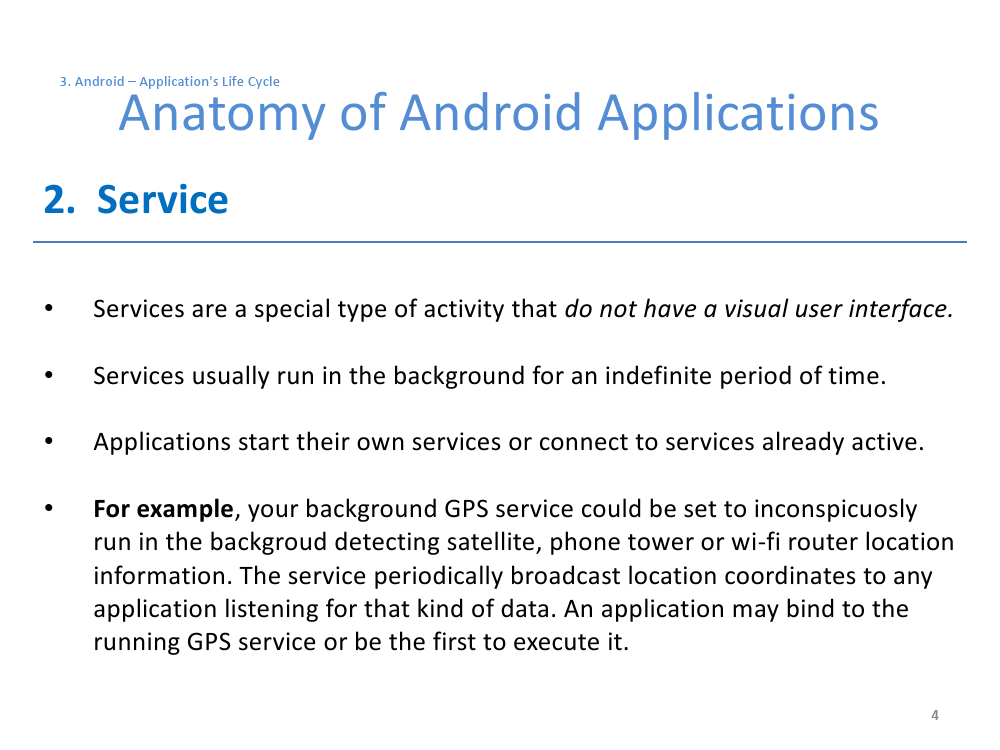 3. Android – Application's Life Cycle
Anatomy of Android Applications
2. Service
• Services are a special type of activity that do not have a visual user interface.
• Services usually run in the background for an indefinite period of time.
• Applications start their own services or connect to services already active.
• For example, your background GPS service could be set to inconspicuosly
run in the backgroud detecting satellite, phone tower or wi-fi router location
information. The service periodically broadcast location coordinates to any
application listening for that kind of data. An application may bind to the
running GPS service or be the first to execute it.
4